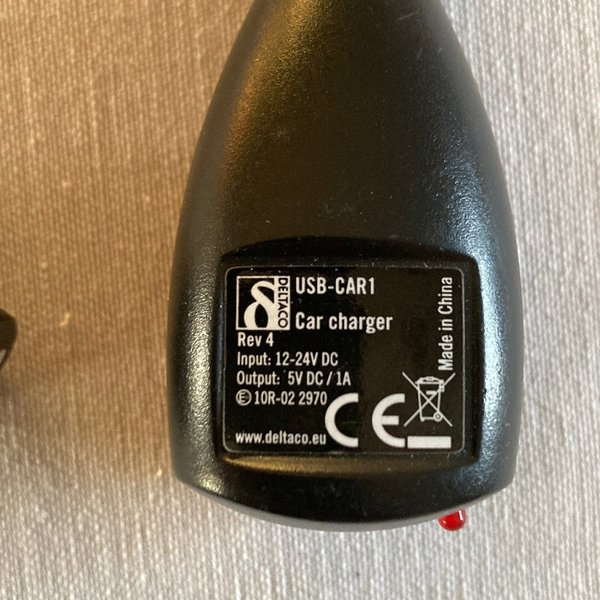 DELTACO
USB-CAR1
Car charger
Rev 4
Input: 12-24V DC
Output: 5V DC / 1A
E 10R-02 2970
www.deltaco.eu
CE
Made in China